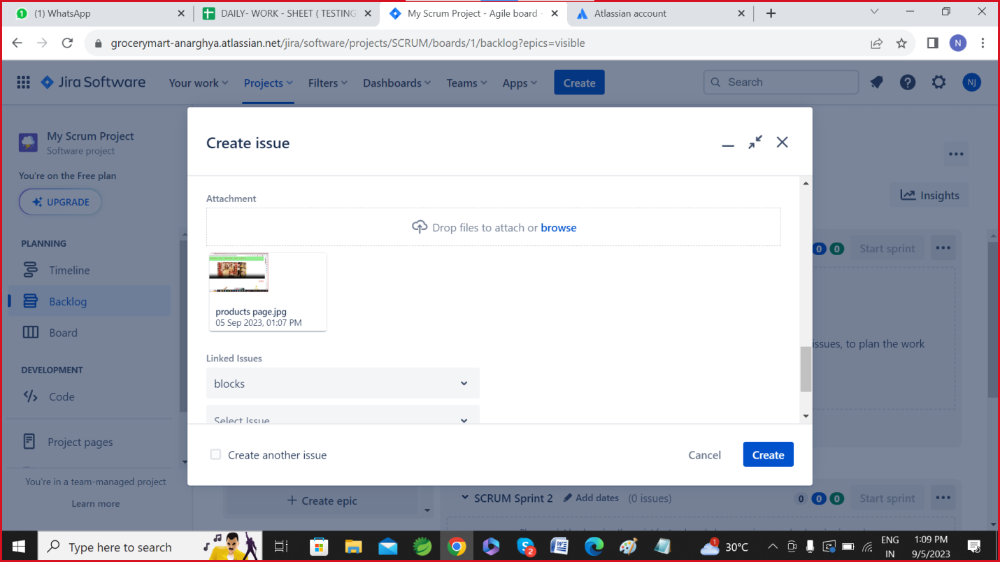 (1) WhatsApp
DAILY- WORK - SHEET ( TESTING
My Scrum Project - Agile board -
Atlassian account
grocerymart-anarghya.atlassian.net/jira/software/projects/SCRUM/boards/1/backlog?epics=visible
N
Jira Software
Your work
Projects
Filters
Dashboards
Teams
Apps
Create
Search
NJ
My Scrum Project
Software project
You're on the Free plan
UPGRADE
PLANNING
Timeline
Backlog
Board
DEVELOPMENT
Code
Project pages
You're in a team-managed project
Learn more
Insights
0 0 Start sprint
issues, to plan the work
Create issue
Attachment
Drop files to attach or browse
products page.jpg
05 Sep 2023, 01:07 PM
Linked Issues
blocks
Select Issue
Create another issue
Cancel
Create
+ Create epic
SCRUM Sprint 2 Add dates (0 issues)
0 0 0 Start sprint
Type here to search
2
1
30°C
ENG
IN
1:09 PM
9/5/2023